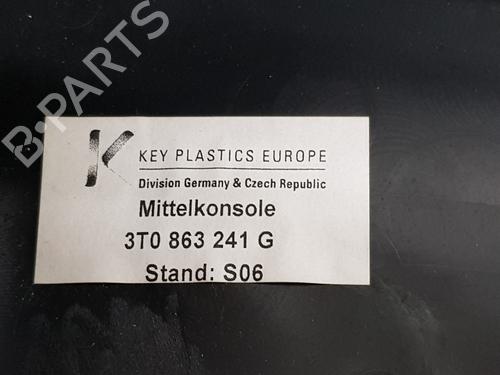 B-PARTS
K KEY PLASTICS EUROPE
Division Germany & Czech Republic
Mittelkonsole
3T0 863 241 G
Stand: S06